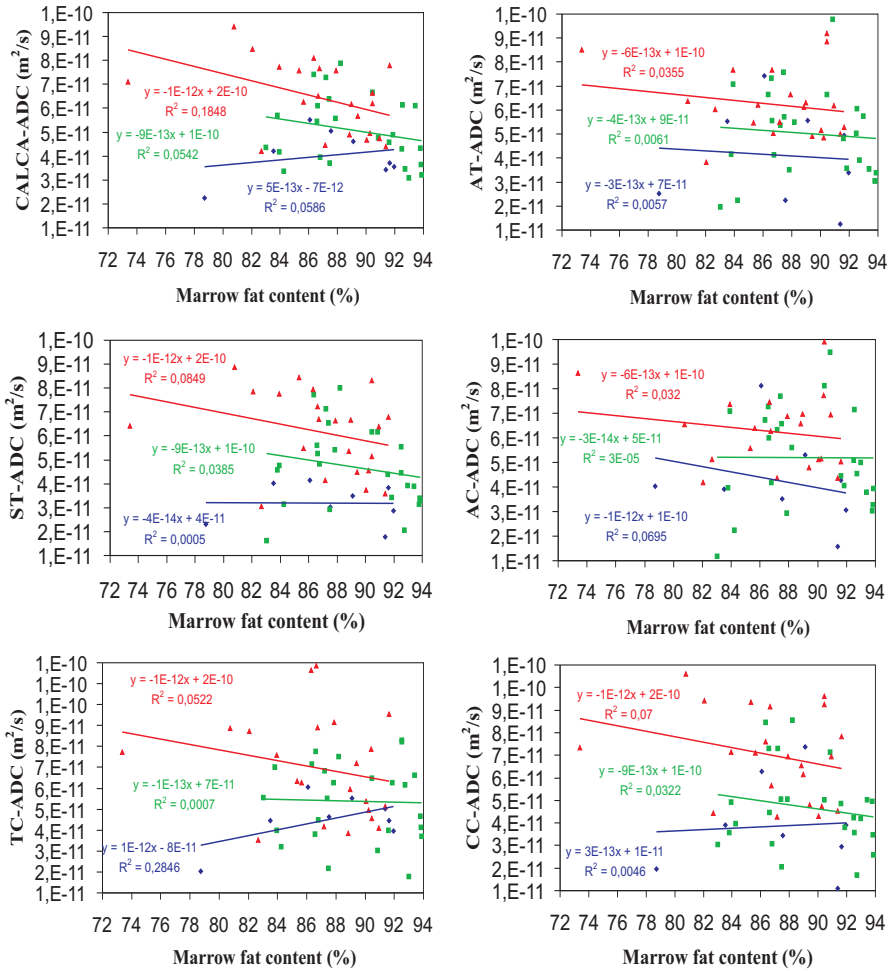 1,E-10
9,E-11
8,E-11
7,E-11
6,E-11
5,E-11
4,E-11
3,E-11
2,E-11
1,E-11
CALCA-ADC (m²/s)
y = -1E-12x + 2E-10
R² = 0,1848
y = -9E-13x + 1E-10
R² = 0,0542
y = 5E-13x - 7E-12
R² = 0,0586
72 74 76 78 80 82 84 86 88 90 92 94
Marrow fat content (%)
1,E-10
9,E-11
8,E-11
7,E-11
6,E-11
5,E-11
4,E-11
3,E-11
2,E-11
1,E-11
AT-ADC (m²/s)
y = -6E-13x + 1E-10
R² = 0,0355
y = -4E-13x + 9E-11
R² = 0,0061
y = -3E-13x + 7E-11
R² = 0,0057
72 74 76 78 80 82 84 86 88 90 92 94
Marrow fat content (%)
1,E-10
9,E-11
8,E-11
7,E-11
6,E-11
5,E-11
4,E-11
3,E-11
2,E-11
1,E-11
ST-ADC (m²/s)
y = -1E-12x + 2E-10
R² = 0,0849
y = -9E-13x + 1E-10
R² = 0,0385
y = -4E-14x + 4E-11
R² = 0,0005
72 74 76 78 80 82 84 86 88 90 92 94
Marrow fat content (%)
1,E-10
9,E-11
8,E-11
7,E-11
6,E-11
5,E-11
4,E-11
3,E-11
2,E-11
1,E-11
AC-ADC (m²/s)
y = -6E-13x + 1E-10
R² = 0,032
y = -3E-14x + 5E-11
R² = 3E-05
y = -1E-12x + 1E-10
R² = 0,0695
72 74 76 78 80 82 84 86 88 90 92 94
Marrow fat content (%)
1,E-10
1,E-10
1,E-10
9,E-11
8,E-11
7,E-11
6,E-11
5,E-11
4,E-11
3,E-11
2,E-11
1,E-11
TC-ADC (m²/s)
y = -1E-12x + 2E-10
R² = 0,0522
y = -1E-13x + 7E-11
R² = 0,0007
y = 1E-12x - 8E-11
R² = 0,2846
72 74 76 78 80 82 84 86 88 90 92 94
Marrow fat content (%)
1,E-10
1,E-10
1,E-10
9,E-11
8,E-11
7,E-11
6,E-11
5,E-11
4,E-11
3,E-11
2,E-11
1,E-11
CC-ADC (m²/s)
y = -1E-12x + 2E-10
R² = 0,07
y = -9E-13x + 1E-10
R² = 0,0322
y = 3E-13x + 1E-11
R² = 0,0046
72 74 76 78 80 82 84 86 88 90 92 94
Marrow fat content (%)